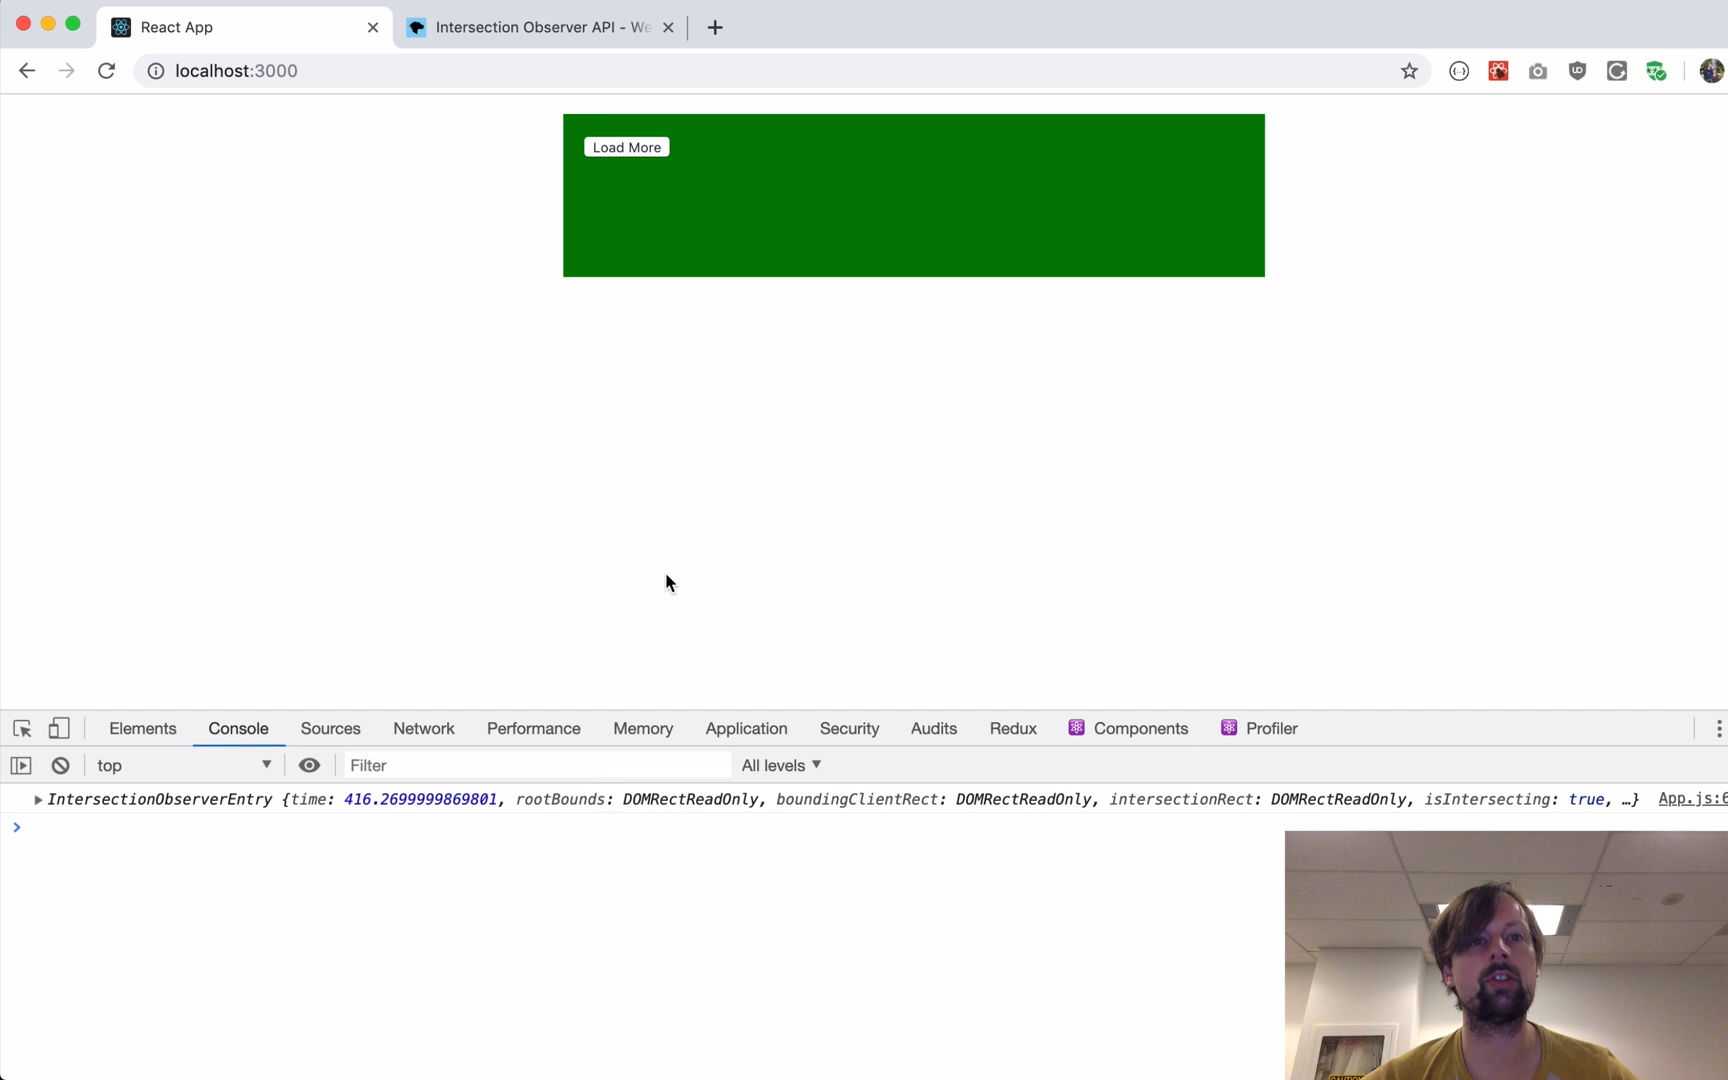 React App
Intersection Observer API - We
localhost:3000
Load More
Elements Console Sources Network Performance Memory Application Security Audits Redux Components Profiler
top Filter All levels
IntersectionObserverEntry {time: 416.2699999869801, rootBounds: DOMRectReadOnly, boundingClientRect: DOMRectReadOnly, intersectionRect: DOMRectReadOnly, isIntersecting: true, …} App.js:6